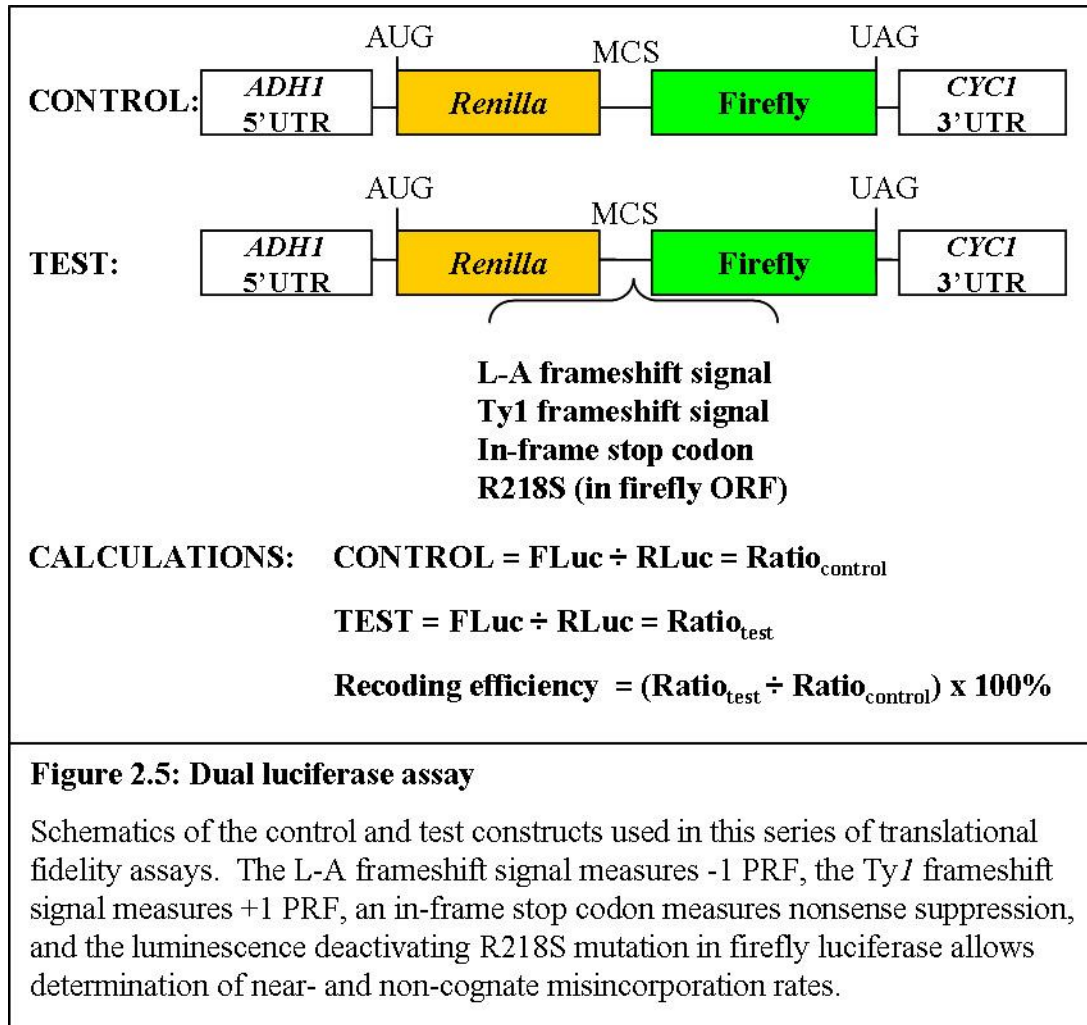 AUG MCS UAG
CONTROL: ADH1 5’UTR Renilla Firefly CYC1 3’UTR
AUG MCS UAG
TEST: ADH1 5’UTR Renilla Firefly CYC1 3’UTR
L-A frameshift signal
Ty1 frameshift signal
In-frame stop codon
R218S (in firefly ORF)
CALCULATIONS: CONTROL = FLuc ÷ RLuc = Ratiocontrol
TEST = FLuc ÷ RLuc = Ratiotest
Recoding efficiency = (Ratiotest ÷ Ratiocontrol) x 100%
Figure 2.5: Dual luciferase assay
Schematics of the control and test constructs used in this series of translational
fidelity assays. The L-A frameshift signal measures -1 PRF, the Ty1 frameshift
signal measures +1 PRF, an in-frame stop codon measures nonsense suppression,
and the luminescence deactivating R218S mutation in firefly luciferase allows
determination of near- and non-cognate misincorporation rates.